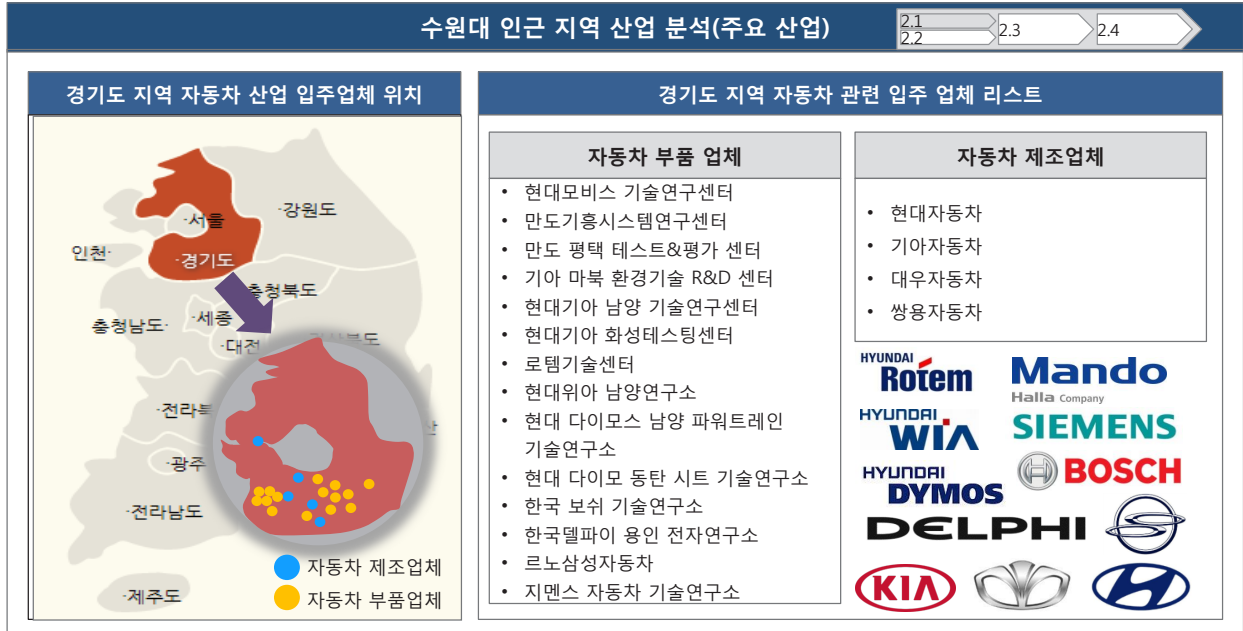 수원대 인근 지역 산업 분석(주요 산업)
2.1
2.2
2.3
2.4
경기도 지역 자동차 산업 입주업체 위치
·서울
·강원도
인천·
·경기도
충청북도
충청남도·
·세종
·대전
·전라북
·광주
·전라남도
·제주도
자동차 제조업체
자동차 부품업체
경기도 지역 자동차 관련 입주 업체 리스트
자동차 부품 업체
• 현대모비스 기술연구센터
• 만도기흥시스템연구센터
• 만도 평택 테스트&평가 센터
• 기아 마북 환경기술 R&D 센터
• 현대기아 남양 기술연구센터
• 현대기아 화성테스팅센터
• 로템기술센터
• 현대위아 남양연구소
• 현대 다이모스 남양 파워트레인
기술연구소
• 현대 다이모 동탄 시트 기술연구소
• 한국 보쉬 기술연구소
• 한국델파이 용인 전자연구소
• 르노삼성자동차
• 지멘스 자동차 기술연구소
자동차 제조업체
• 현대자동차
• 기아자동차
• 대우자동차
• 쌍용자동차
HYUNDAI
Rotem
Mando
Halla Company
HYUNDAI
WIA
SIEMENS
HYUNDAI
DYMOS
BOSCH
DELPHI
KIA